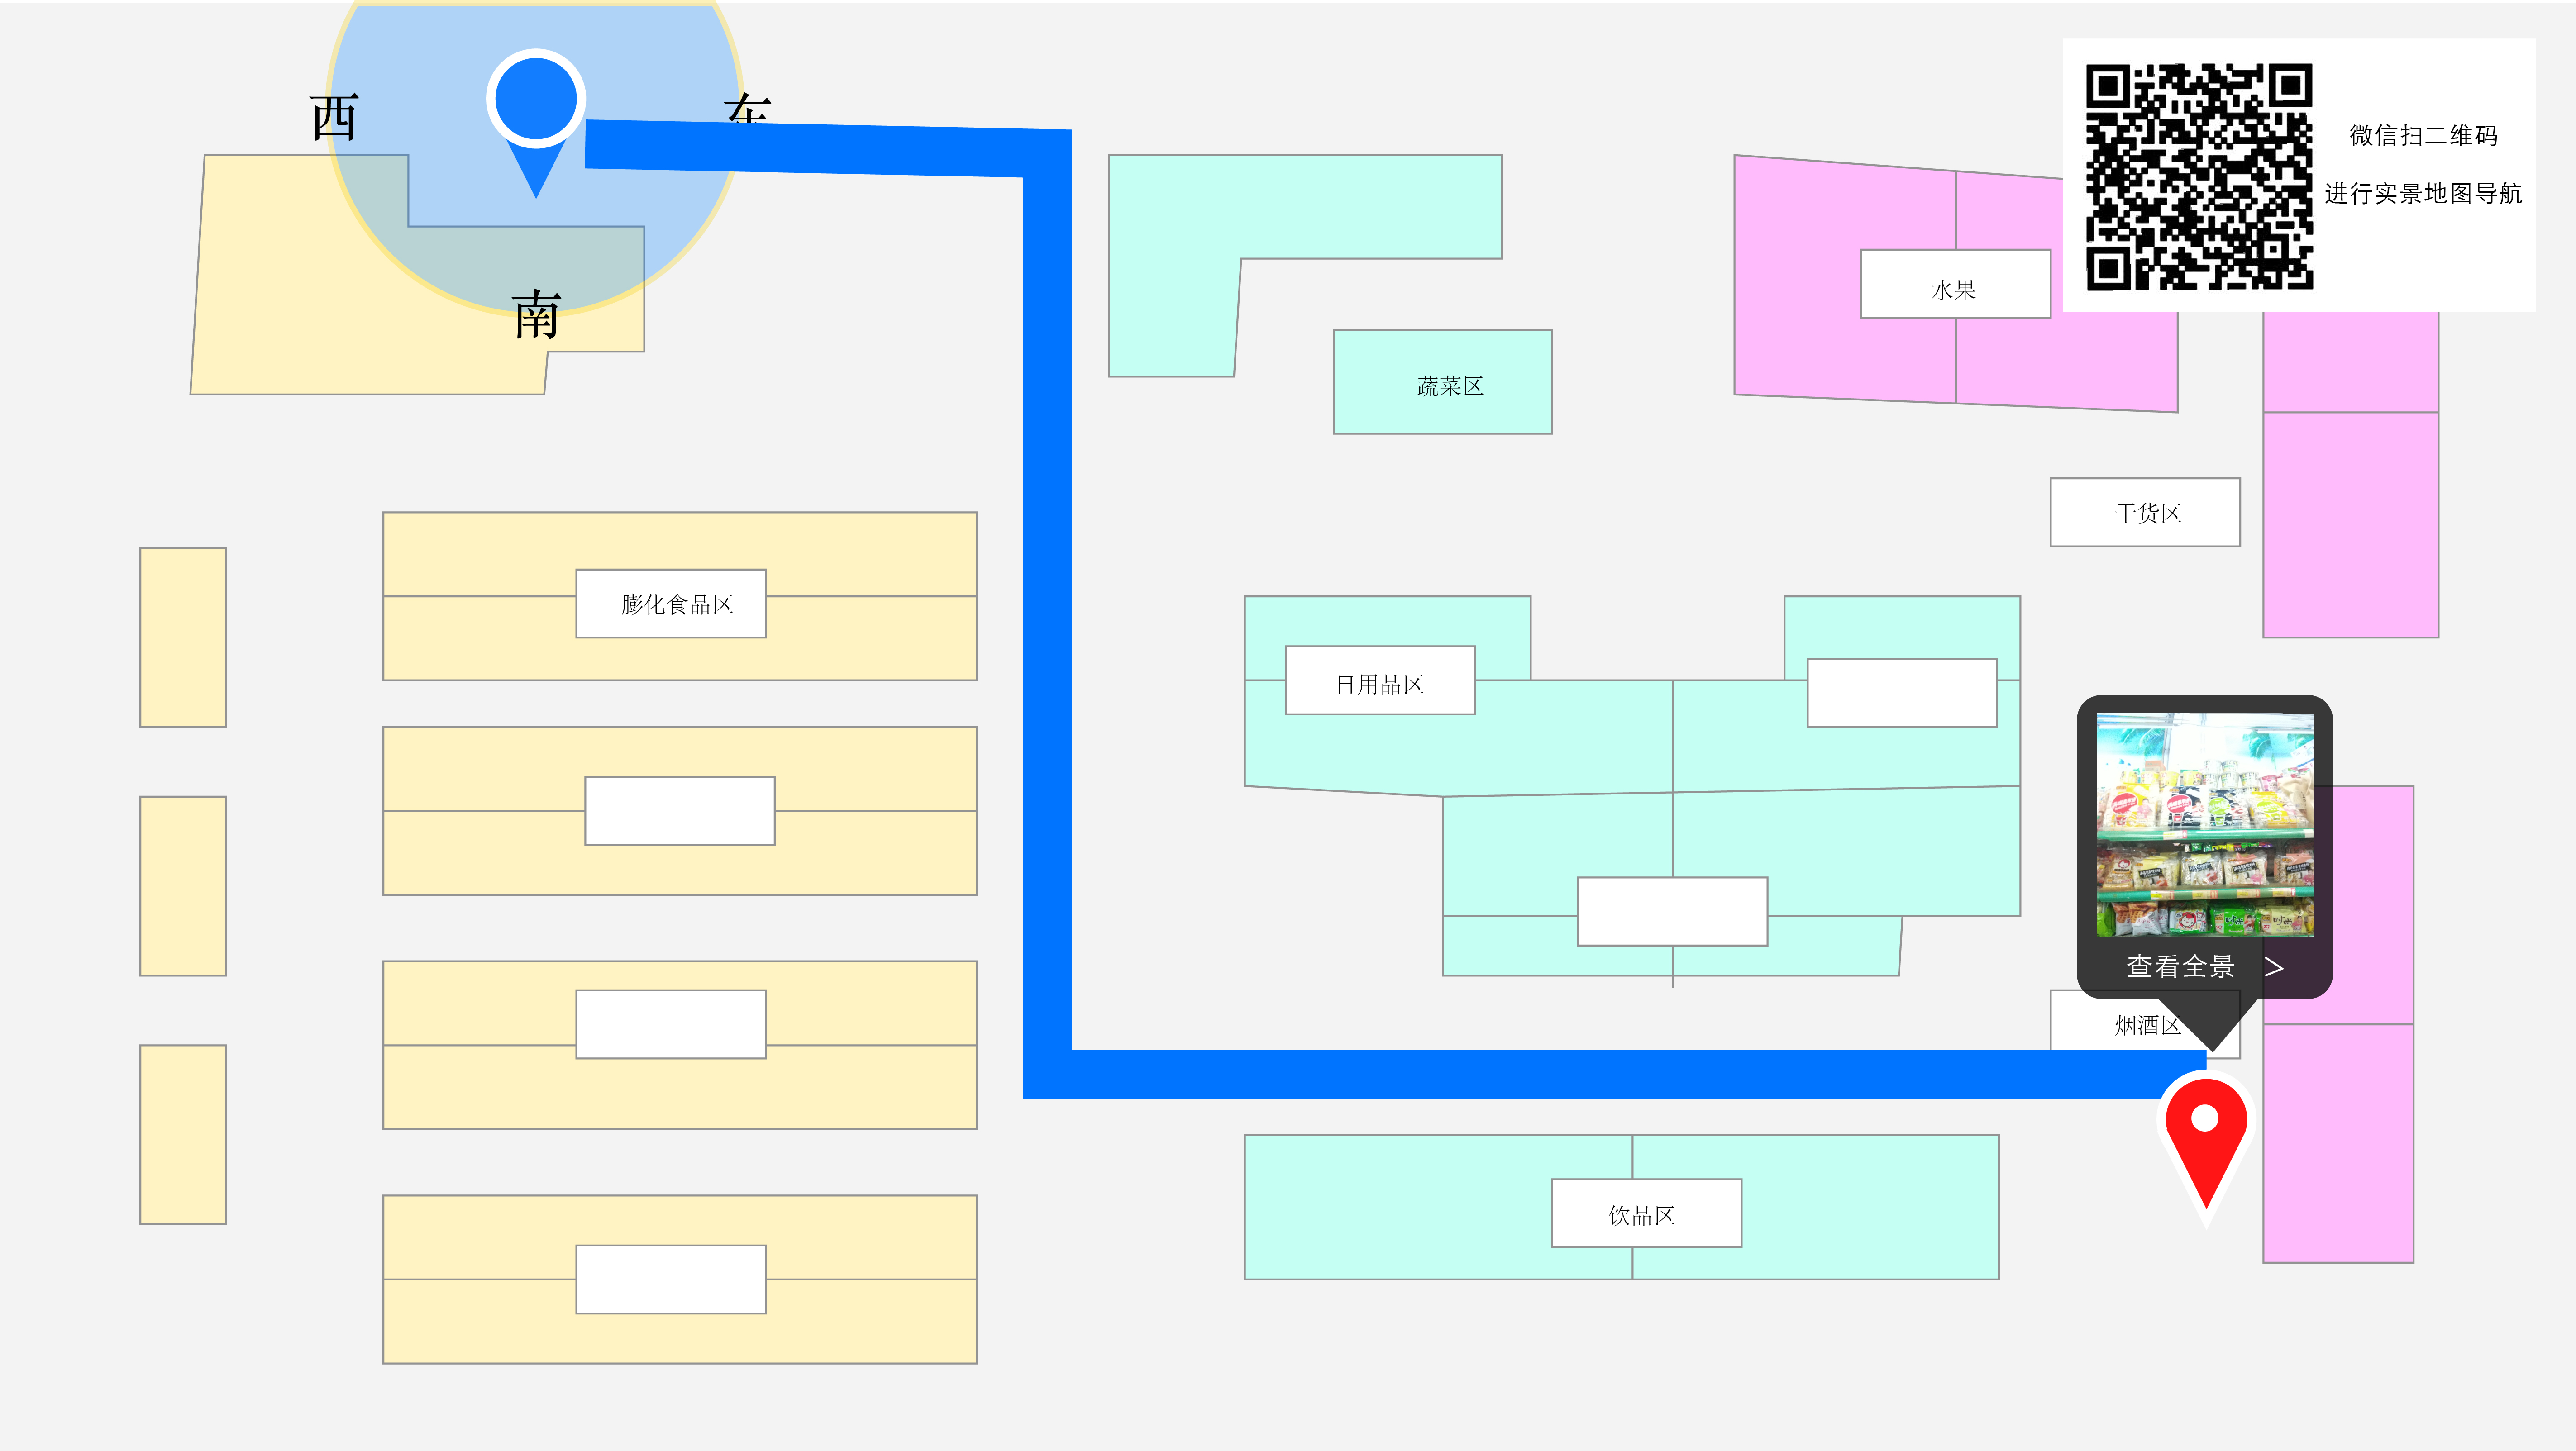 西
东
南
微信扫二维码
进行实景地图导航
水果
蔬菜区
干货区
膨化食品区
日用品区
查看全景 >
烟酒区
饮品区